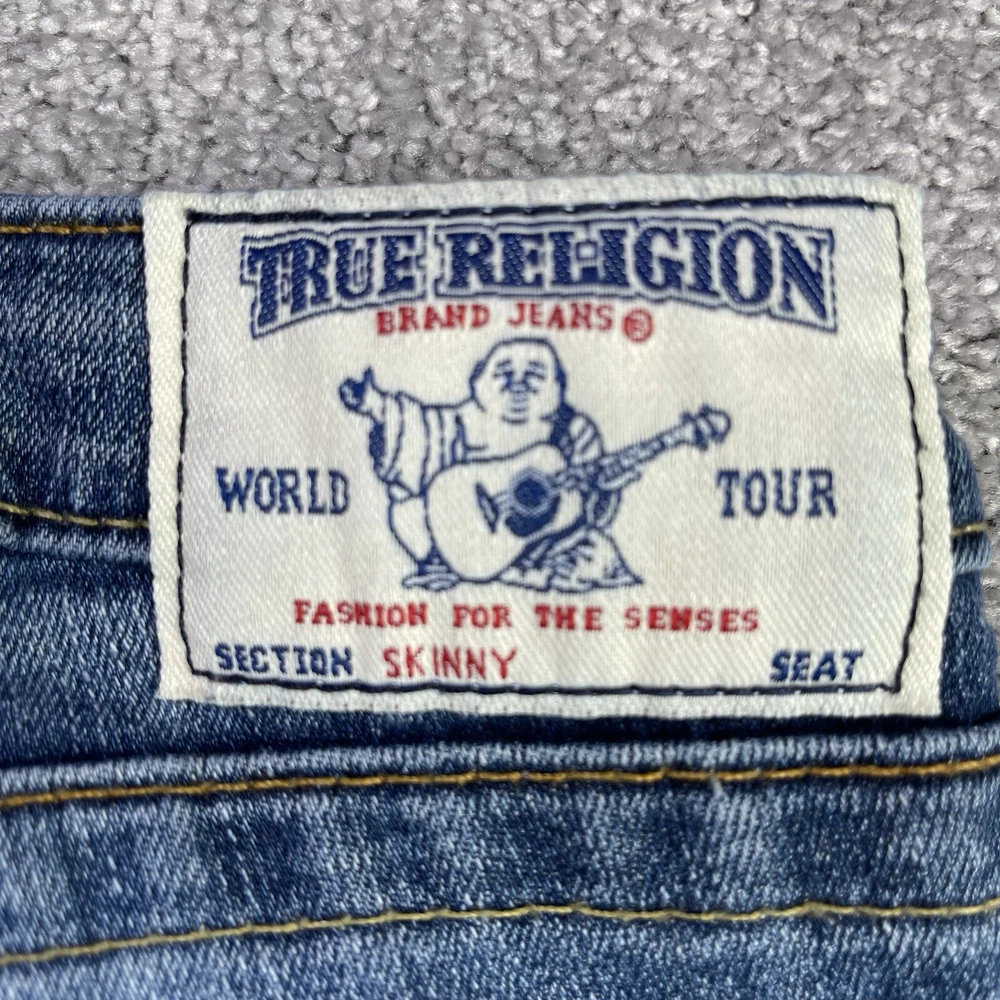 TRUE RELIGION
BRAND JEANS ®
WORLD TOUR
FASHION FOR THE SENSES
SECTION SKINNY SEAT